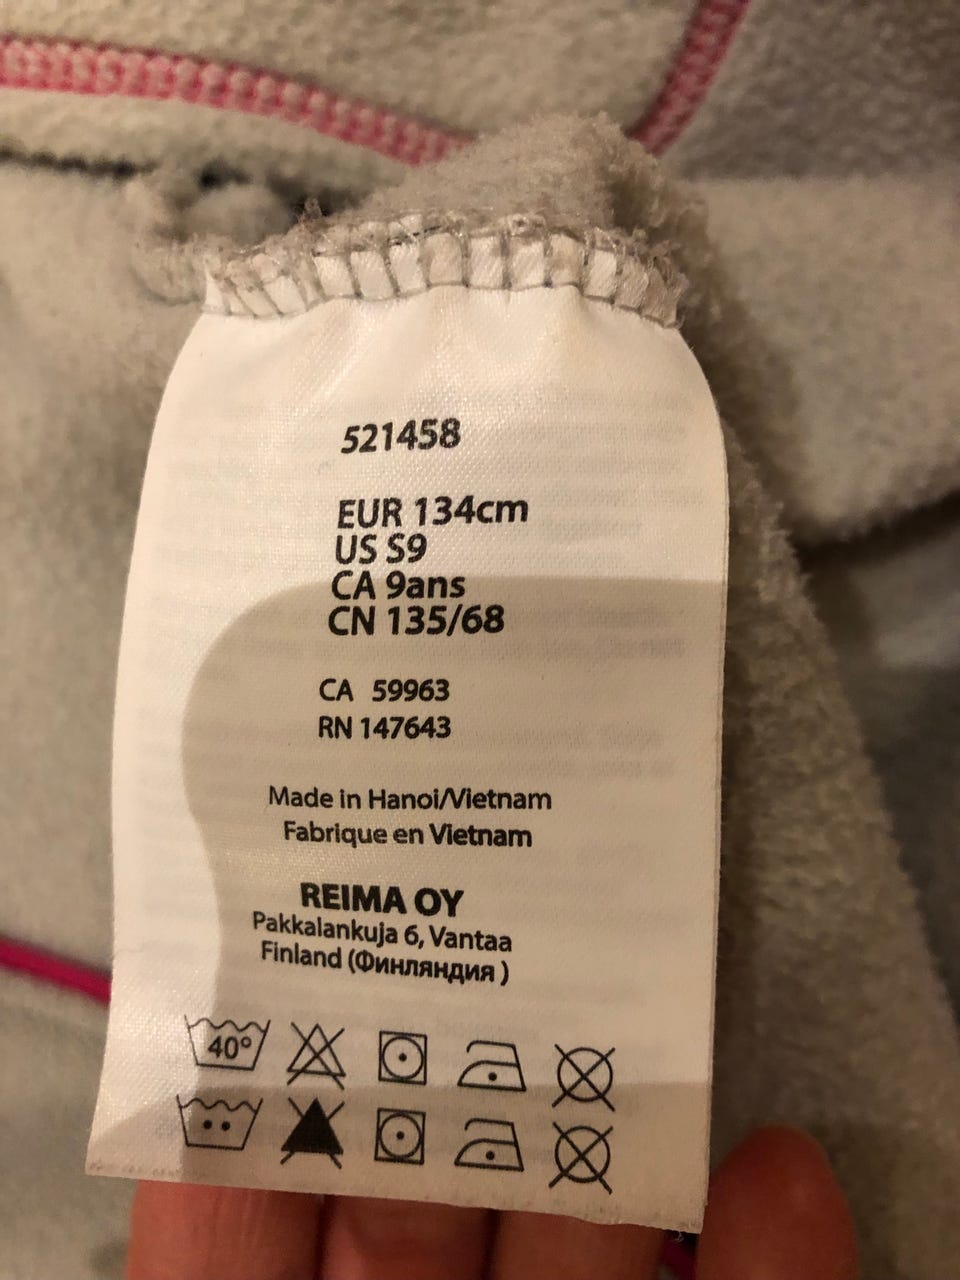 521458
EUR 134cm
US S9
CA 9ans
CN 135/68
CA 59963
RN 147643
Made in Hanoi/Vietnam
Fabrique en Vietnam
REIMA OY
Pakkalankuja 6, Vantaa
Finland (Финляндия )
40°